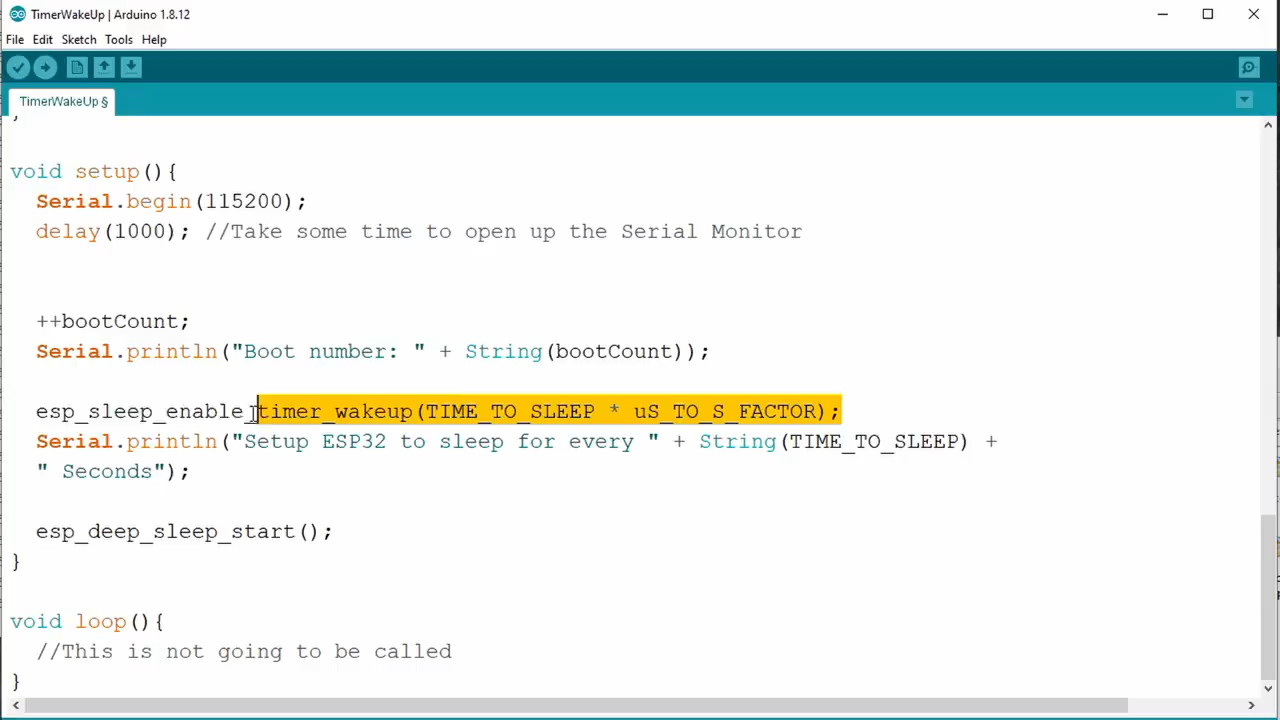 TimerWakeUp | Arduino 1.8.12
File Edit Sketch Tools Help
TimerWakeUp §
}
void setup(){
Serial.begin(115200);
delay(1000); //Take some time to open up the Serial Monitor
++bootCount;
Serial.println("Boot number: " + String(bootCount));
esp_sleep_enable_timer_wakeup(TIME_TO_SLEEP * uS_TO_S_FACTOR);
Serial.println("Setup ESP32 to sleep for every " + String(TIME_TO_SLEEP) +
" Seconds");
esp_deep_sleep_start();
}
void loop(){
//This is not going to be called
}